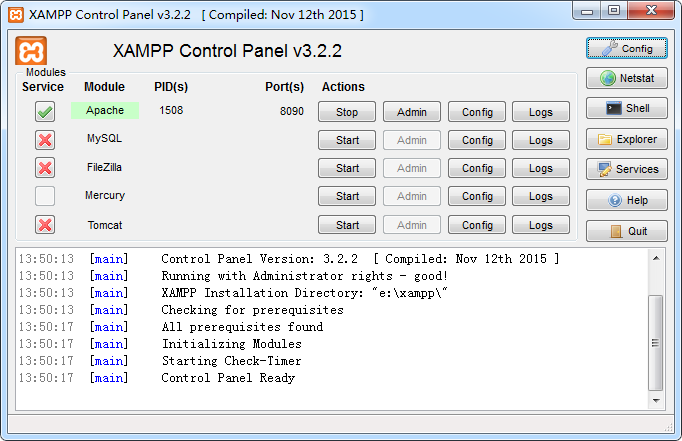 XAMPP Control Panel v3.2.2 [ Compiled: Nov 12th 2015 ]
XAMPP Control Panel v3.2.2
Config
Modules
Service Module PID(s) Port(s) Actions
Netstat
Apache 1508 8090 Stop Admin Config Logs
Shell
MySQL Start Admin Config Logs
Explorer
FileZilla Start Admin Config Logs
Services
Mercury Start Admin Config Logs
Help
Tomcat Start Admin Config Logs
Quit
13:50:13 [main] Control Panel Version: 3.2.2 [ Compiled: Nov 12th 2015 ]
13:50:13 [main] Running with Administrator rights - good!
13:50:13 [main] XAMPP Installation Directory: "e:\xampp\"
13:50:13 [main] Checking for prerequisites
13:50:17 [main] All prerequisites found
13:50:17 [main] Initializing Modules
13:50:17 [main] Starting Check-Timer
13:50:17 [main] Control Panel Ready